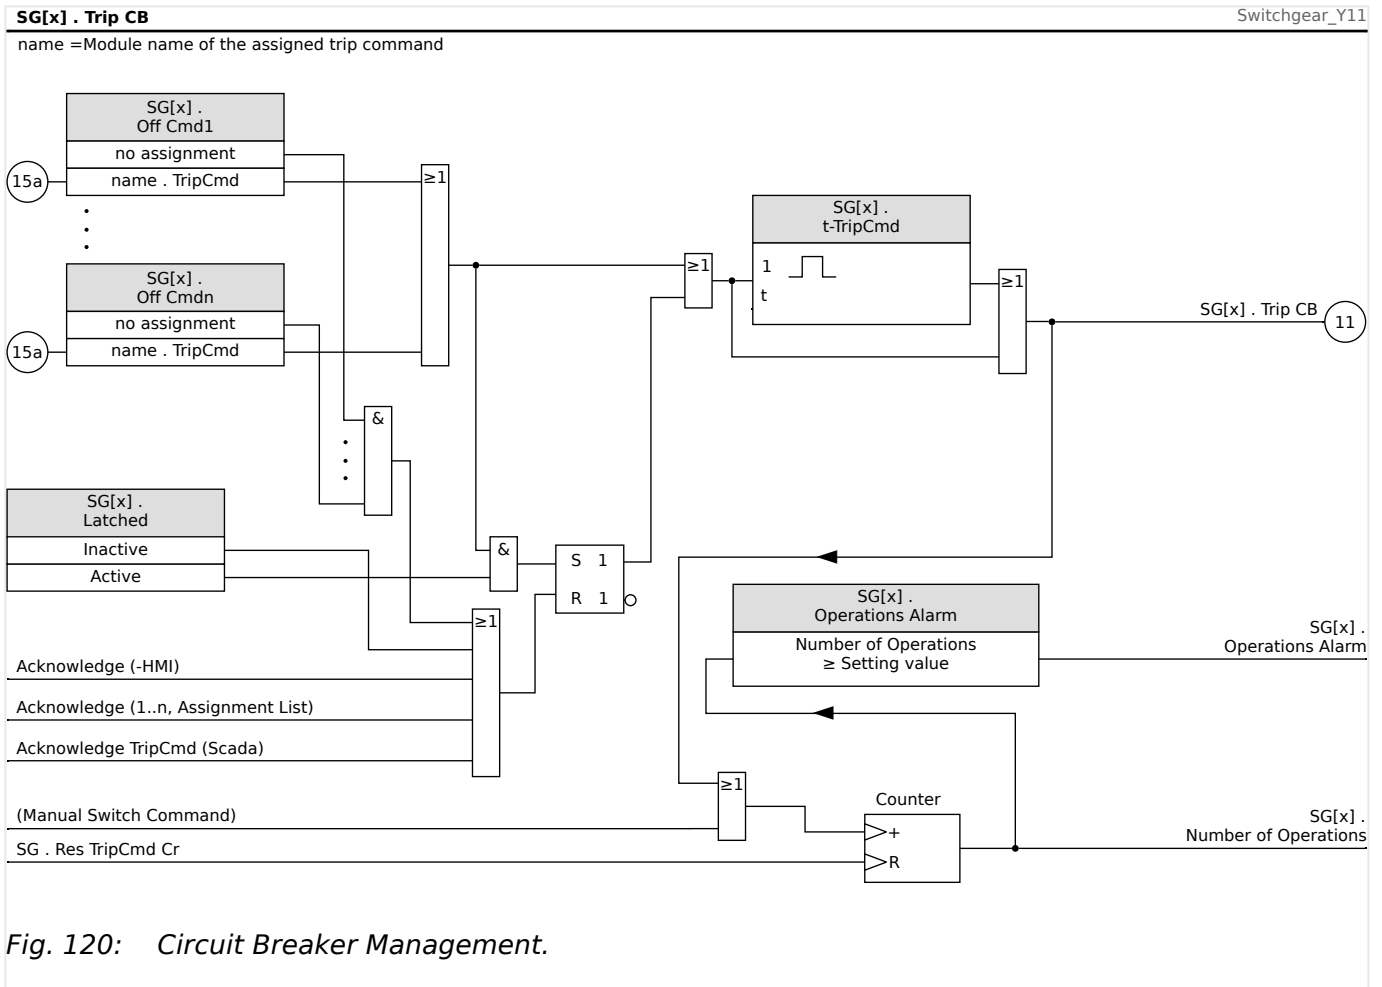 SG[x] . Trip CB
Switchgear_Y11
name =Module name of the assigned trip command
SG[x] .
Off Cmd1
no assignment
15a
name . TripCmd
≥1
SG[x] .
t-TripCmd
1
t
SG[x] .
Off Cmdn
no assignment
15a
name . TripCmd
≥1
≥1
SG[x] . Trip CB
11
&
SG[x] .
Latched
Inactive
Active
&
S 1
R 1
≥1
SG[x] .
Operations Alarm
Number of Operations
≥ Setting value
SG[x] .
Operations Alarm
Acknowledge (-HMI)
Acknowledge (1..n, Assignment List)
Acknowledge TripCmd (Scada)
≥1
(Manual Switch Command)
SG . Res TripCmd Cr
Counter
+
R
SG[x] .
Number of Operations
Fig. 120: Circuit Breaker Management.